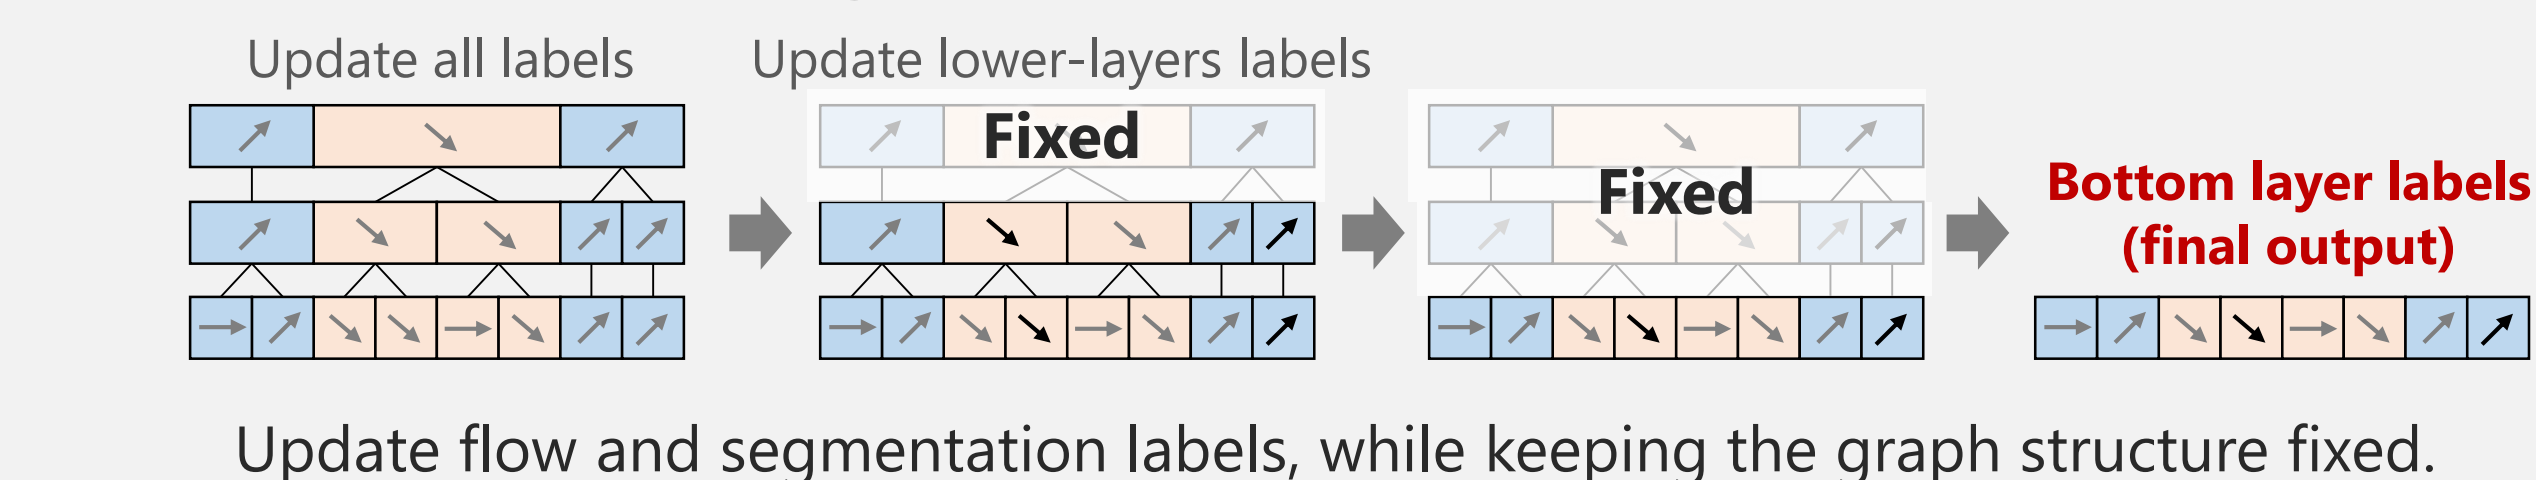 Update all labels
Update lower-layers labels
Fixed
Fixed
Bottom layer labels
(final output)
Update flow and segmentation labels, while keeping the graph structure fixed.